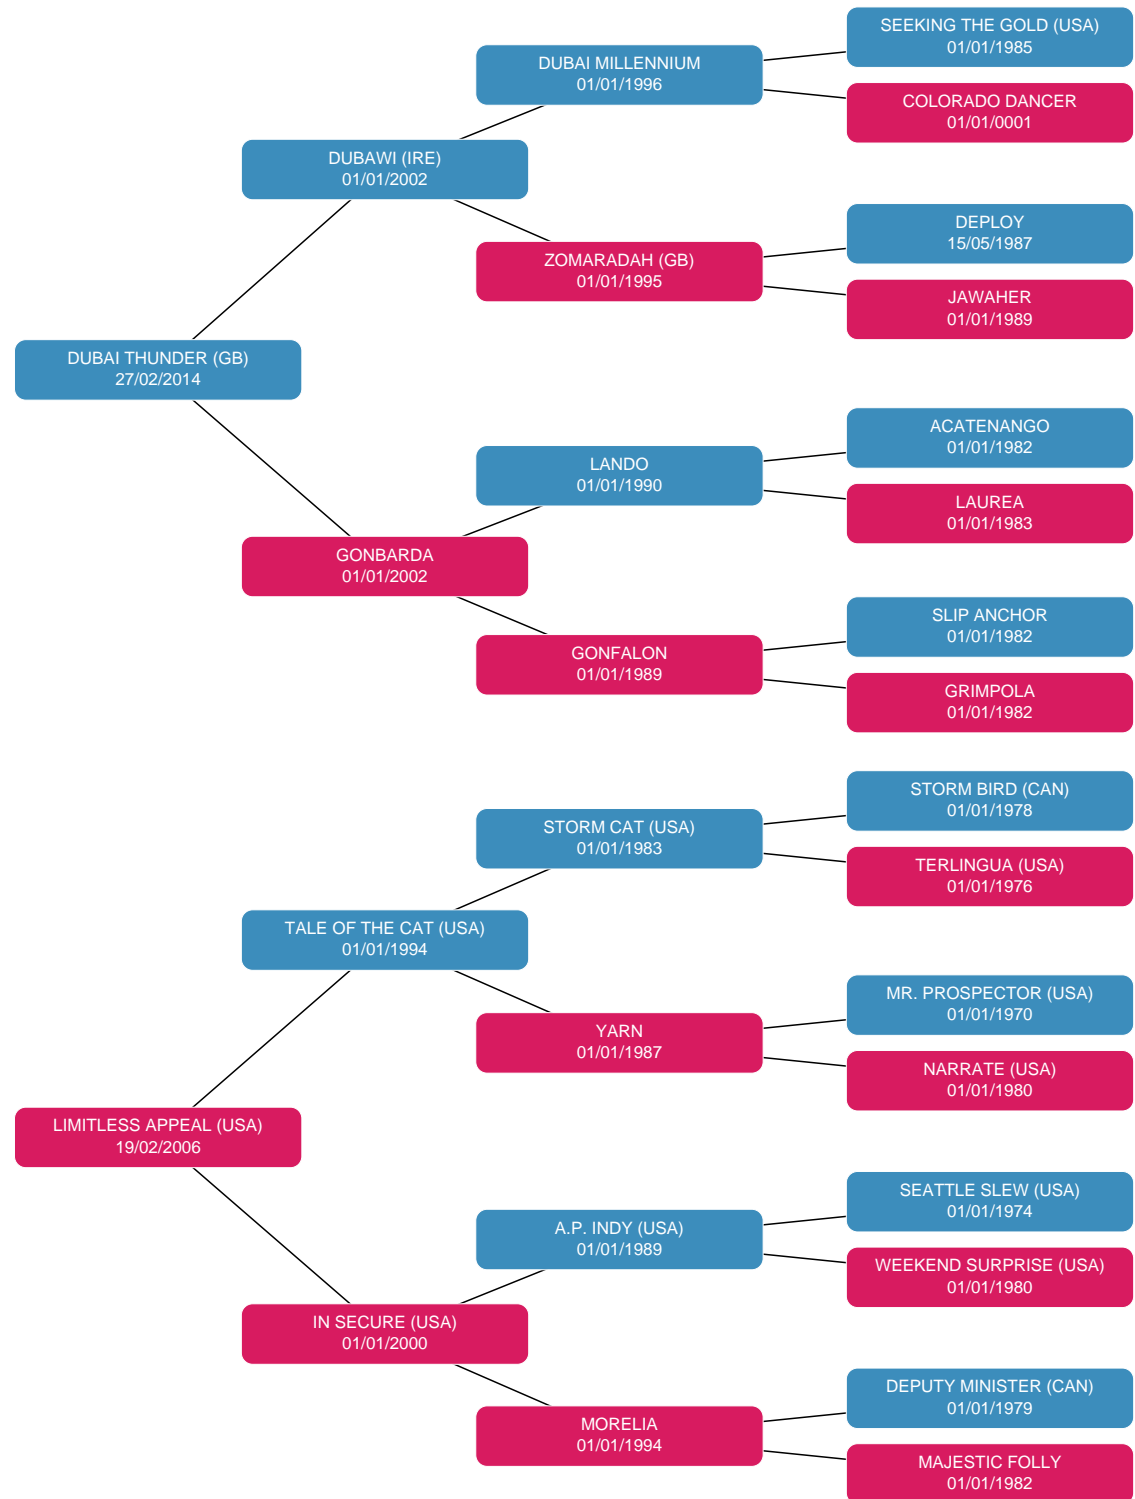 SEEKING THE GOLD (USA)
01/01/1985
DUBAI MILLENNIUM
01/01/1996
COLORADO DANCER
01/01/0001
DUBAWI (IRE)
01/01/2002
DEPLOY
15/05/1987
ZOMARADAH (GB)
01/01/1995
JAWAHER
01/01/1989
DUBAI THUNDER (GB)
27/02/2014
ACATENANGO
01/01/1982
LANDO
01/01/1990
LAUREA
01/01/1983
GONBARDA
01/01/2002
SLIP ANCHOR
01/01/1982
GONFALON
01/01/1989
GRIMPOLA
01/01/1982
STORM BIRD (CAN)
01/01/1978
STORM CAT (USA)
01/01/1983
TERLINGUA (USA)
01/01/1976
TALE OF THE CAT (USA)
01/01/1994
MR. PROSPECTOR (USA)
01/01/1970
YARN
01/01/1987
NARRATE (USA)
01/01/1980
LIMITLESS APPEAL (USA)
19/02/2006
SEATTLE SLEW (USA)
01/01/1974
A.P. INDY (USA)
01/01/1989
WEEKEND SURPRISE (USA)
01/01/1980
IN SECURE (USA)
01/01/2000
DEPUTY MINISTER (CAN)
01/01/1979
MORELIA
01/01/1994
MAJESTIC FOLLY
01/01/1982